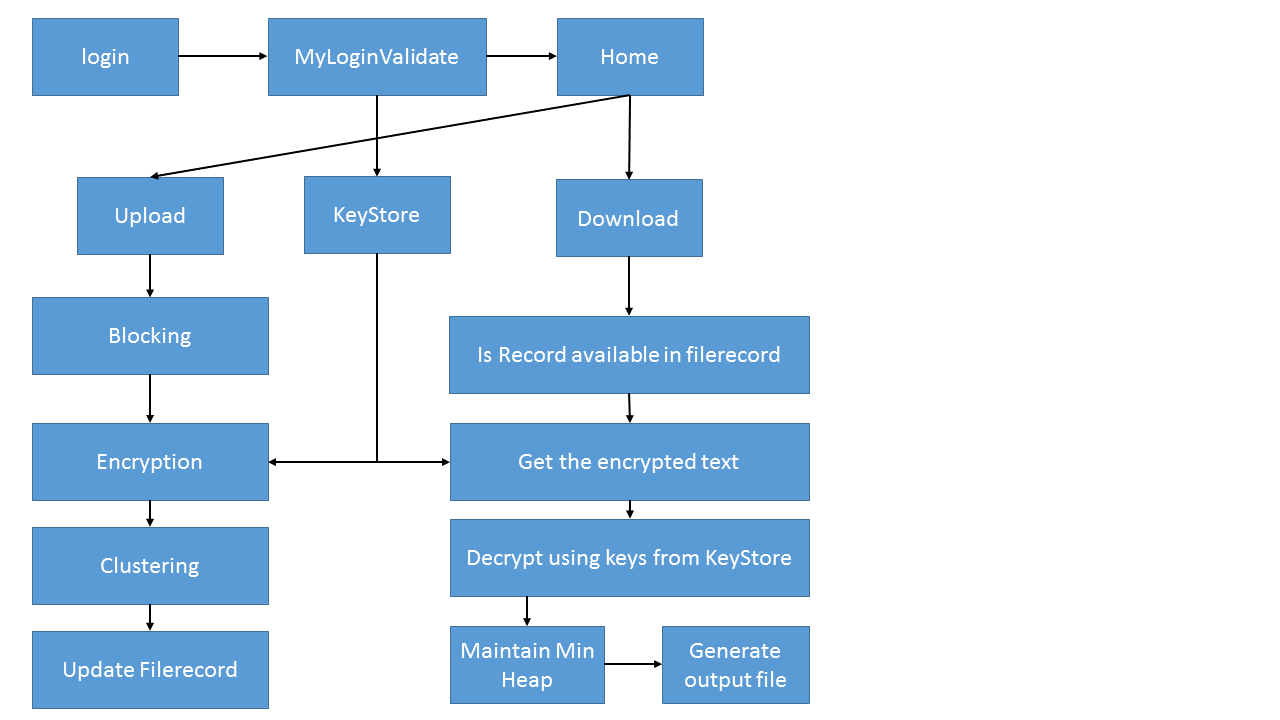 login
MyLoginValidate
Home
Upload
KeyStore
Download
Blocking
Is Record available in filerecord
Encryption
Get the encrypted text
Clustering
Decrypt using keys from KeyStore
Update Filerecord
Maintain Min
Heap
Generate
output file